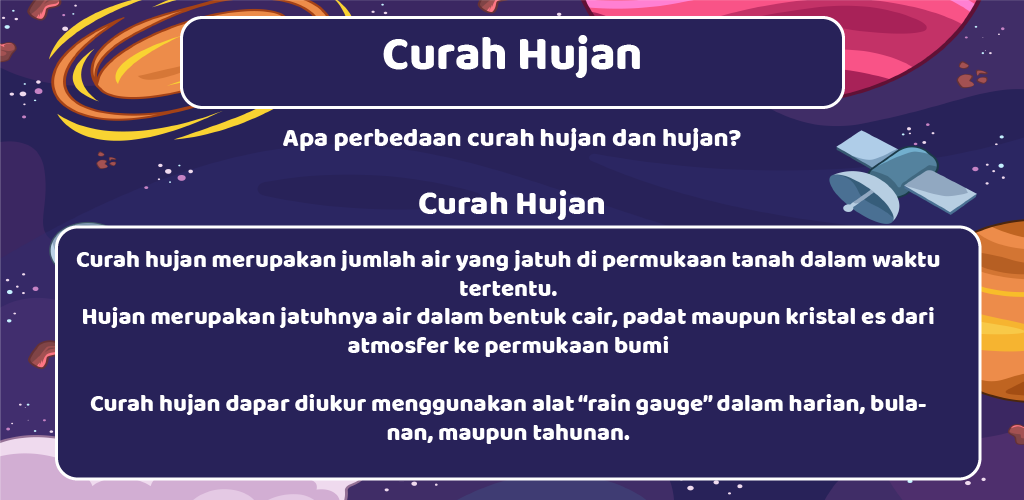 Curah Hujan
Apa perbedaan curah hujan dan hujan?
Curah Hujan
Curah hujan merupakan jumlah air yang jatuh di permukaan tanah dalam waktu
tertentu.
Hujan merupakan jatuhnya air dalam bentuk cair, padat maupun kristal es dari
atmosfer ke permukaan bumi
Curah hujan dapar diukur menggunakan alat “rain gauge” dalam harian, bula-
nan, maupun tahunan.